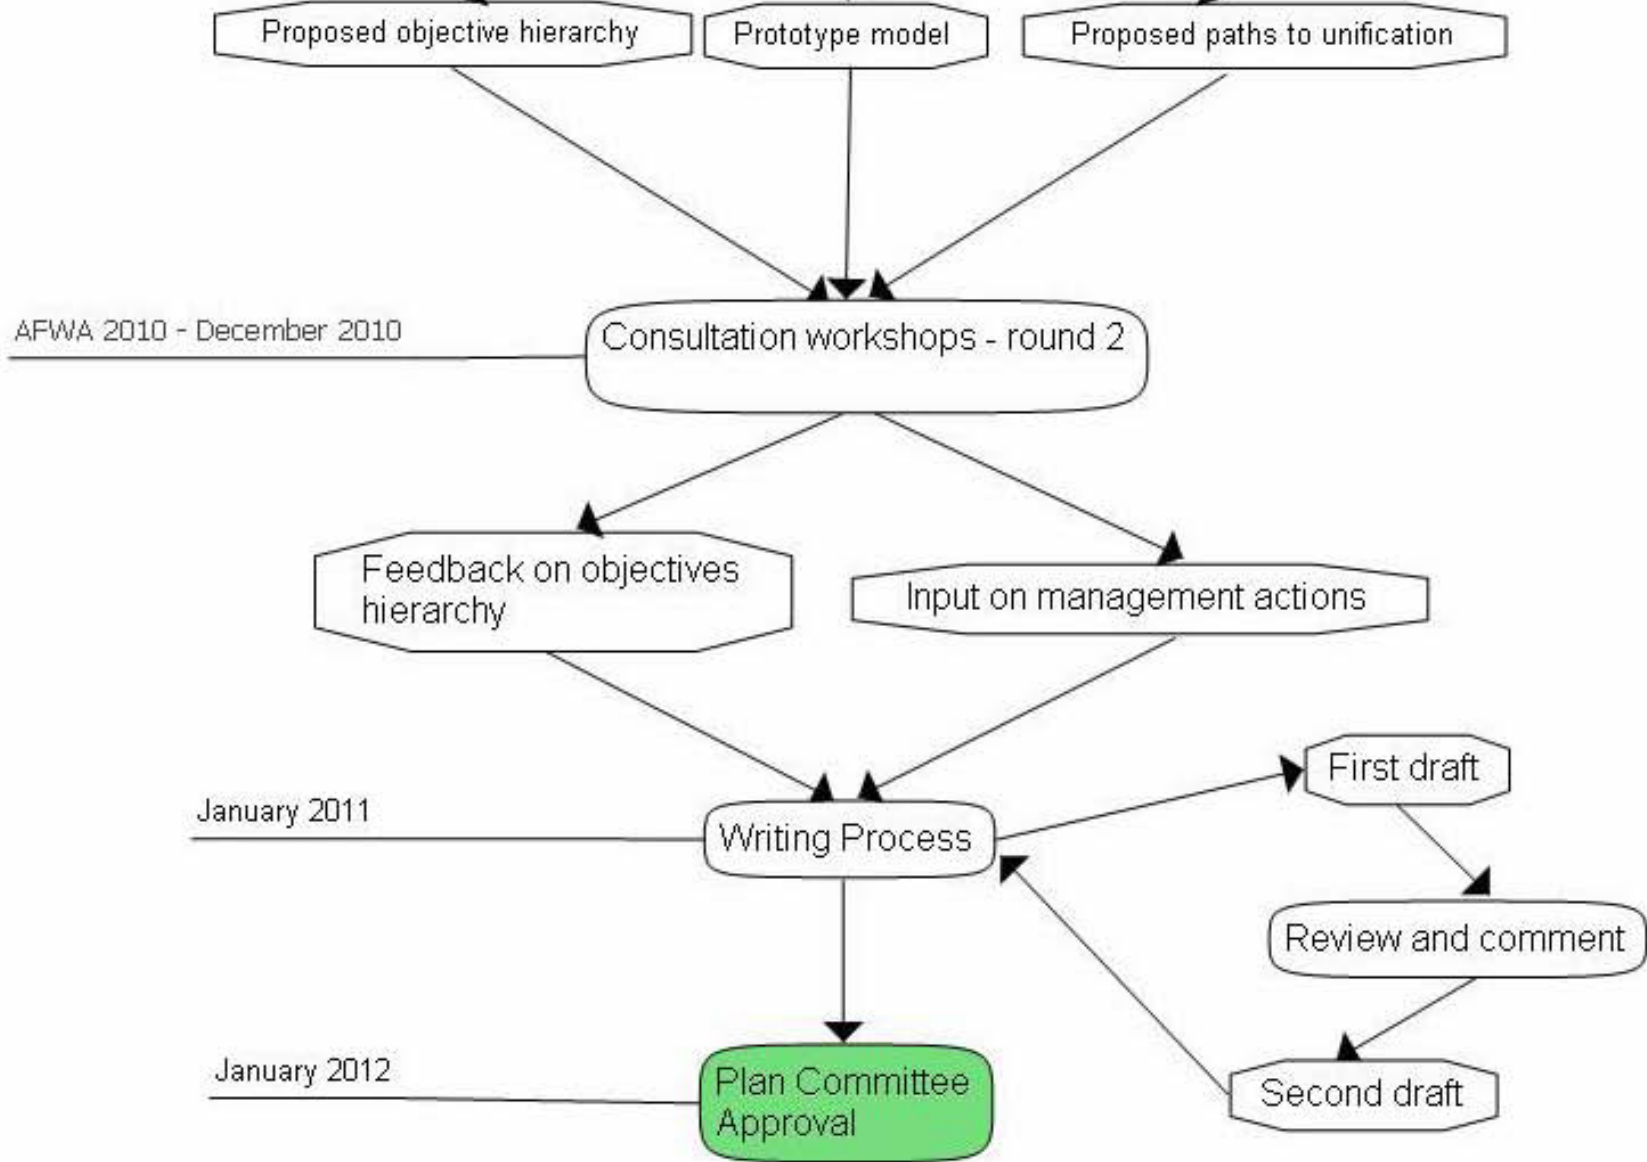 Proposed objective hierarchy
Prototype model
Proposed paths to unification
AFWA 2010 - December 2010
Consultation workshops - round 2
Feedback on objectives
hierarchy
Input on management actions
First draft
January 2011
Writing Process
Review and comment
January 2012
Plan Committee
Approval
Second draft